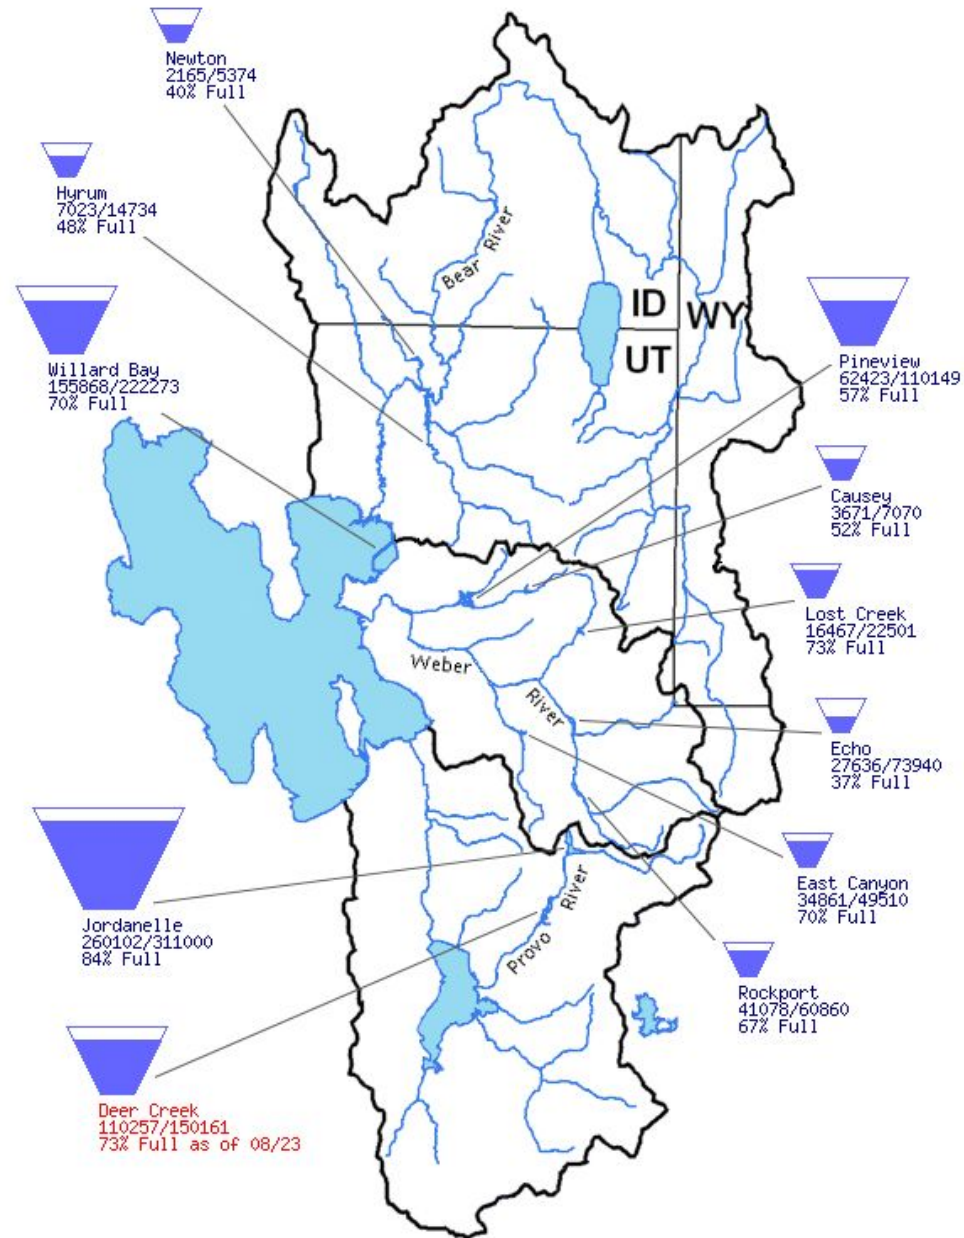 Newton
2165/5374
40% Full
Hyrum
7023/14734
48% Full
Bear River
ID
WY
UT
Willard Bay
155868/222273
70% Full
Pineview
62423/110149
57% Full
Causey
3671/7070
52% Full
Lost Creek
16467/22501
73% Full
Weber River
Echo
27636/73940
37% Full
East Canyon
34861/49510
70% Full
Jordanelle
260102/311000
84% Full
Provo River
Rockport
41078/60860
67% Full
Deer Creek
110257/150161
73% Full as of 08/23